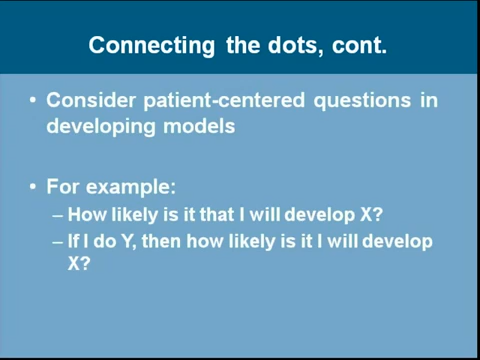 Connecting the dots, cont.
• Consider patient-centered questions in
developing models
• For example:
– How likely is it that I will develop X?
– If I do Y, then how likely is it I will develop
X?